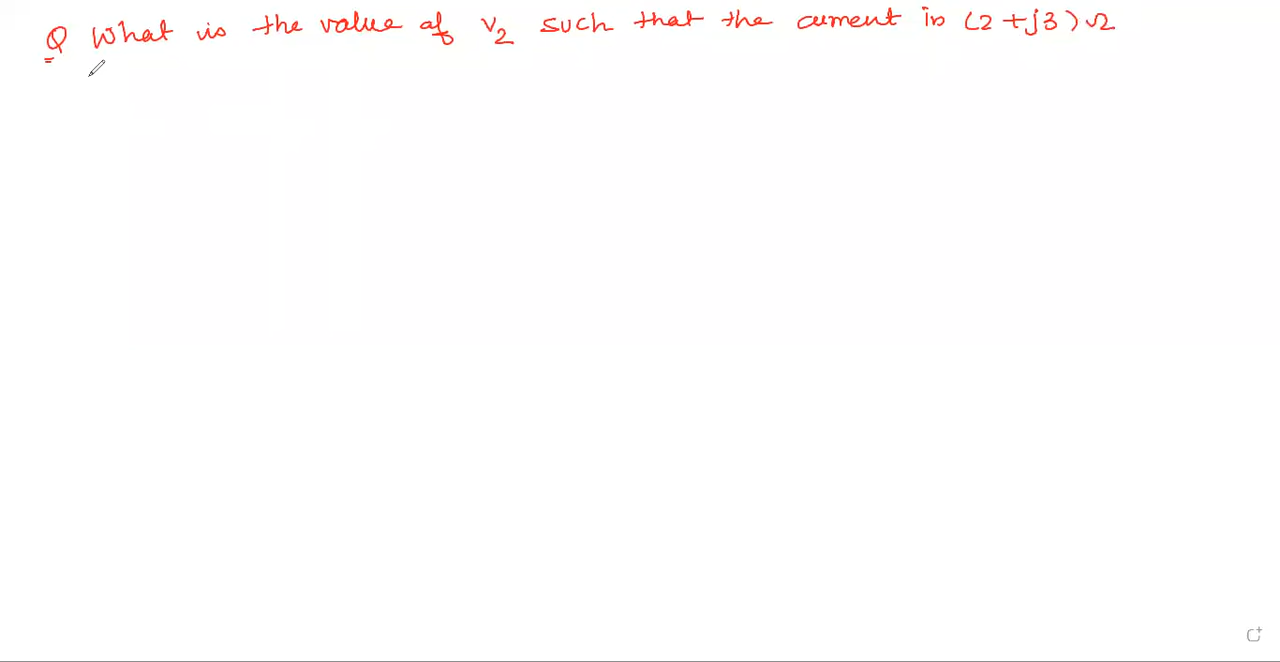 Q What is the value of V2 such that the current in (2+j3)Ω